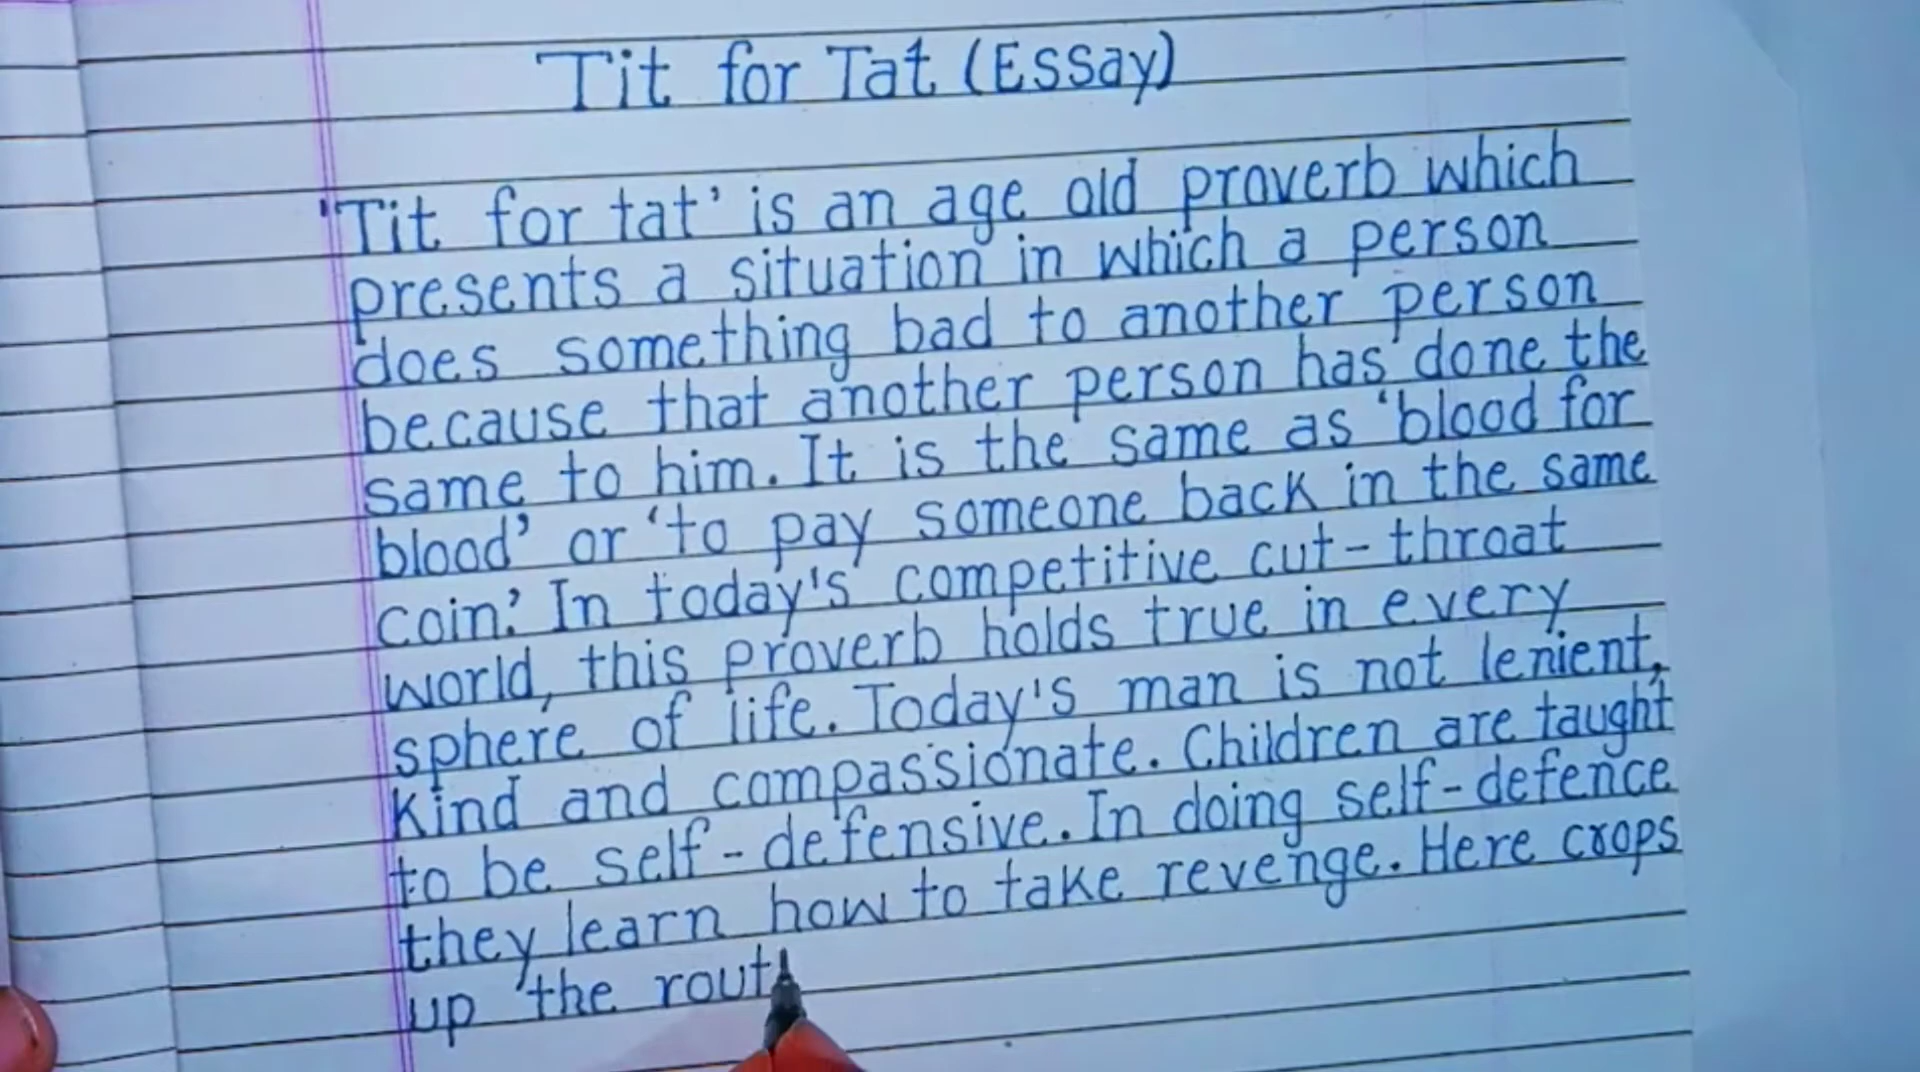 Tit for Tat (Essay)
'Tit for tat' is an age old proverb which
presents a situation in which a person
does something bad to another person
because that another person has done the
same to him. It is the same as 'blood for
blood' or 'to pay someone back in the same
coin.' In today's competitive cut-throat
world, this proverb holds true in every
sphere of life. Today's man is not lenient,
kind and compassionate. Children are taught
to be self-defensive. In doing self-defence
they learn how to take revenge. Here crops
up the rout